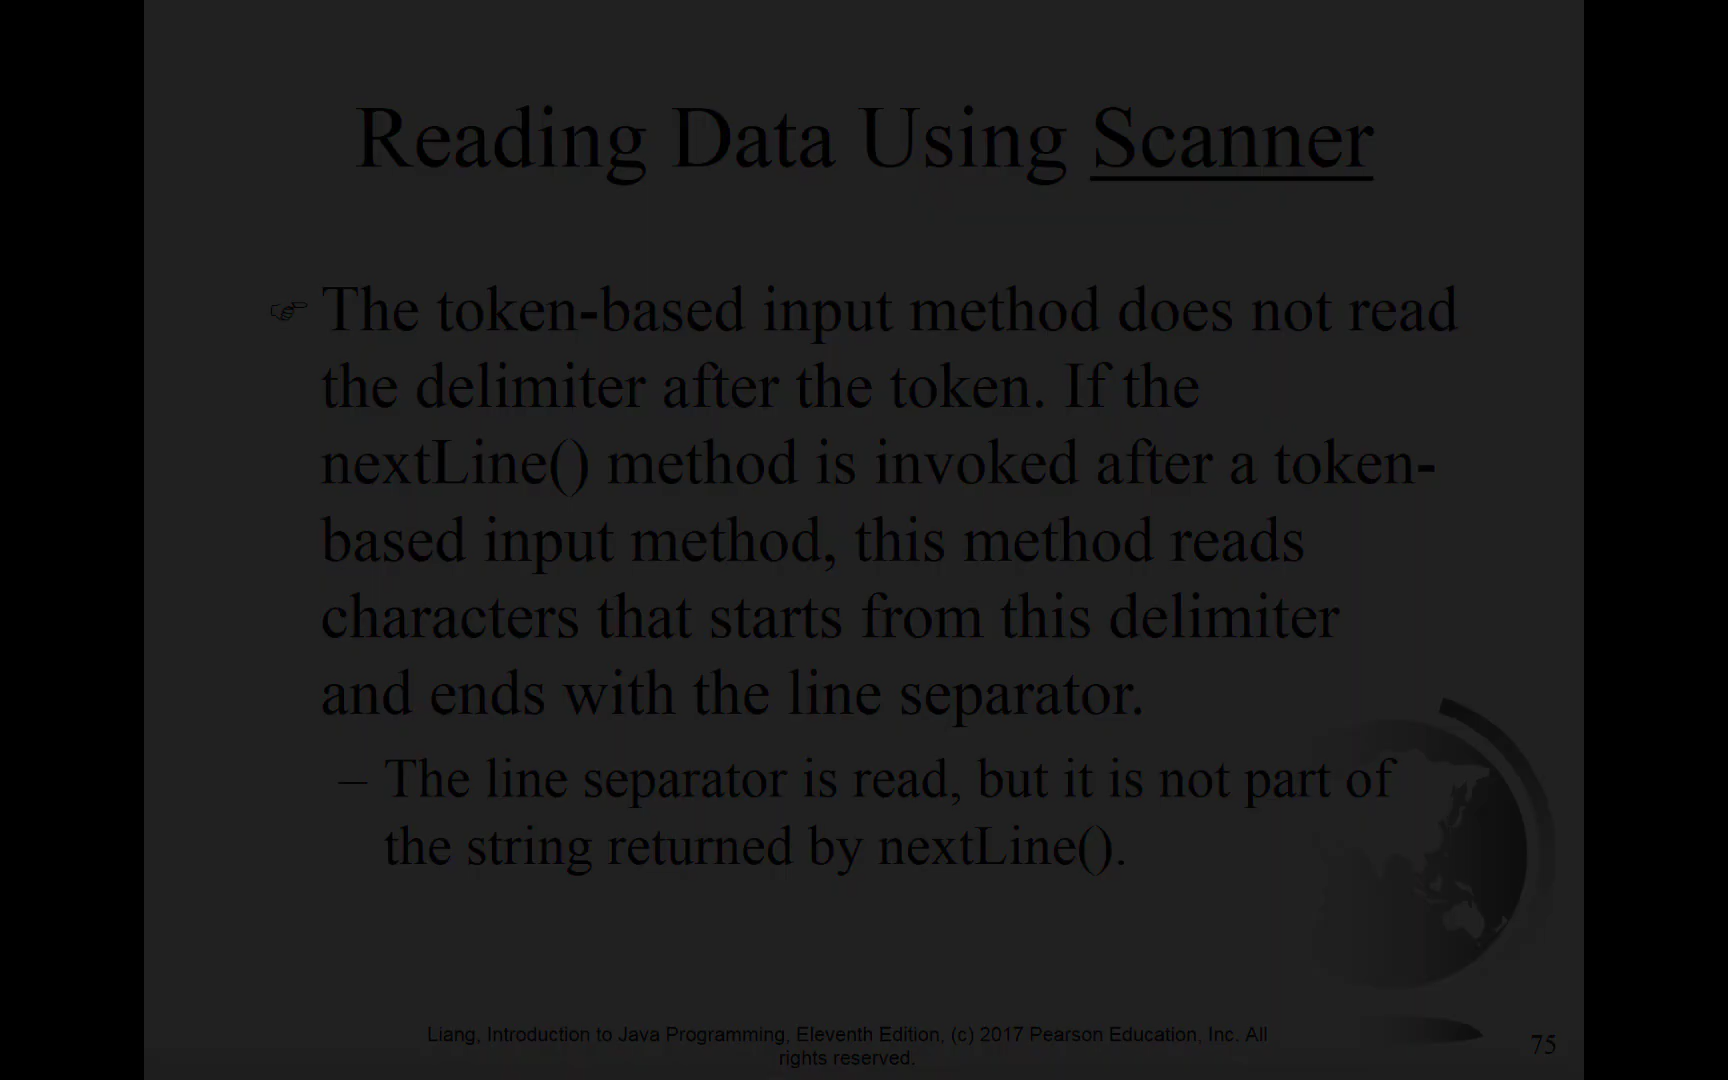 Reading Data Using Scanner
☞ The token-based input method does not read
the delimiter after the token. If the
nextLine() method is invoked after a token-
based input method, this method reads
characters that starts from this delimiter
and ends with the line separator.
– The line separator is read, but it is not part of
the string returned by nextLine().
Liang, Introduction to Java Programming, Eleventh Edition, (c) 2017 Pearson Education, Inc. All
rights reserved.
75